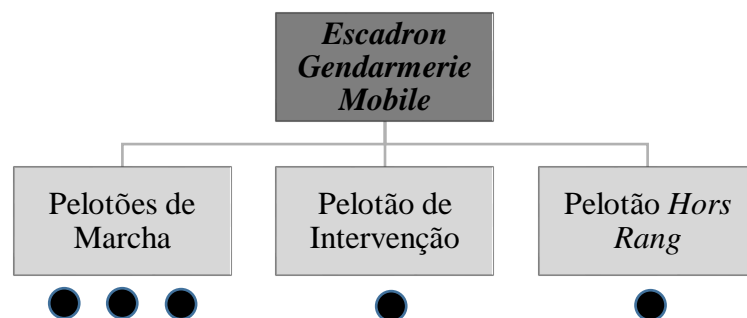 Escadron
Gendarmerie
Mobile
Pelotões de
Marcha
Pelotão de
Intervenção
Pelotão Hors
Rang